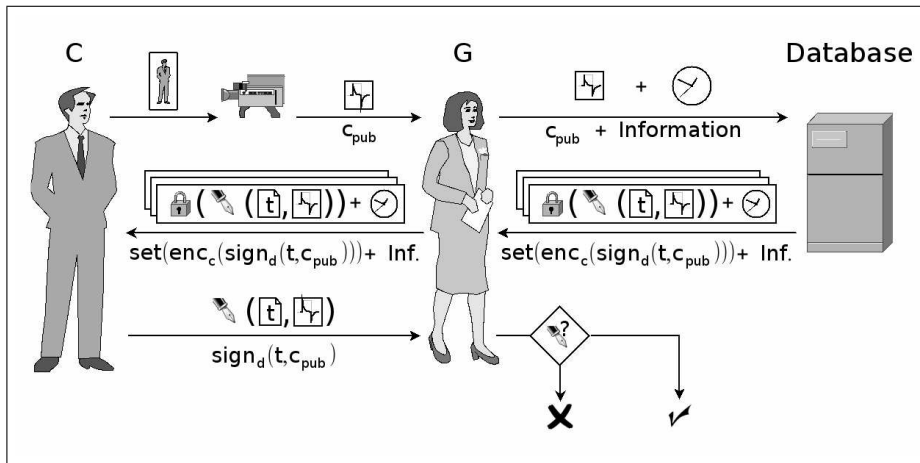 C
G
Database
c_pub
c_pub + Information
+
( ( t , ) ) +
( ( t , ) ) +
set(enc_c(sign_d(t,c_pub))) + Inf.
set(enc_c(sign_d(t,c_pub))) + Inf.
( t , )
sign_d(t,c_pub)
?